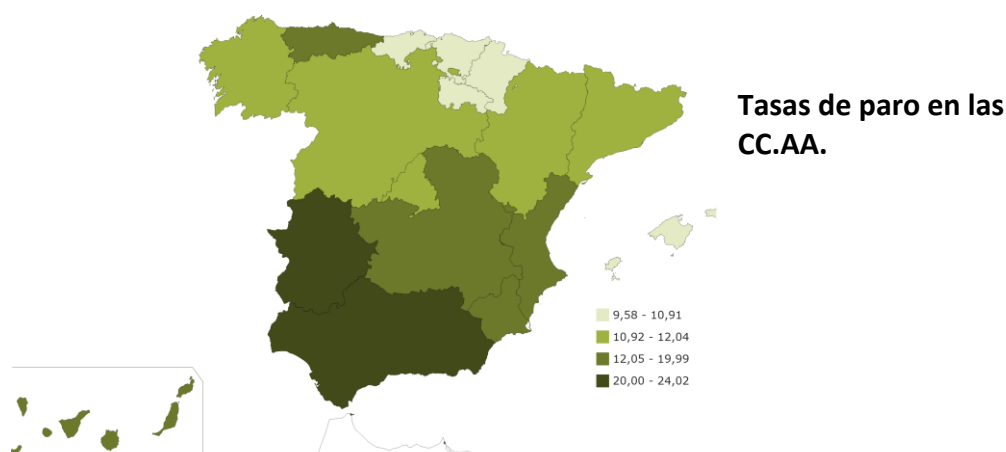 Tasas de paro en las
CC.AA.
9,58 - 10,91
10,92 - 12,04
12,05 - 19,99
20,00 - 24,02